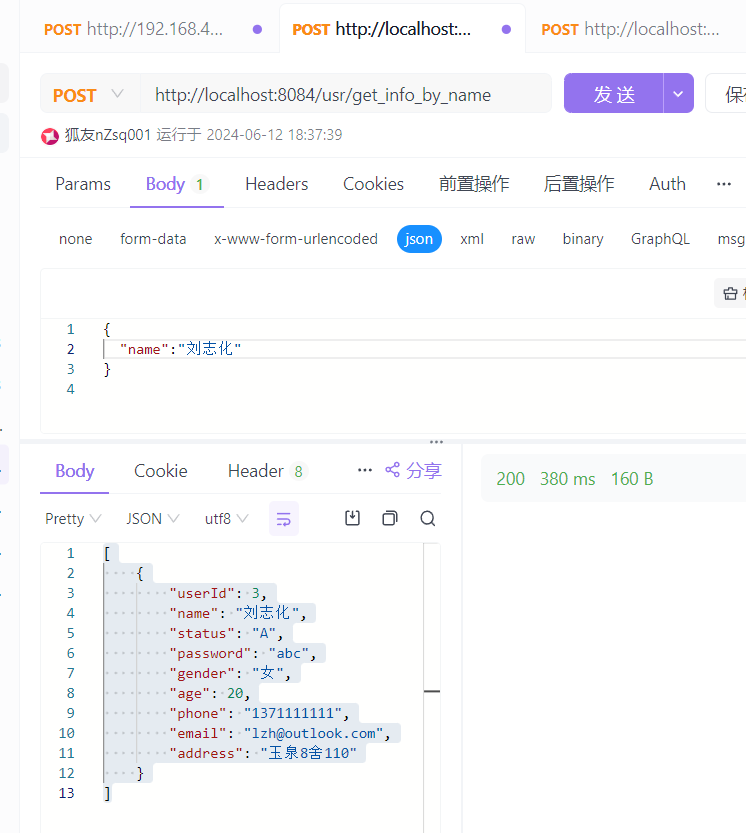 POST http://192.168.4... POST http://localhost:... POST http://localhost:...
POST http://localhost:8084/usr/get_info_by_name 发 送
狐友nZsq001 运行于 2024-06-12 18:37:39
Params Body 1 Headers Cookies 前置操作 后置操作 Auth ···
none form-data x-www-form-urlencoded json xml raw binary GraphQL msg
1 {
2 "name":"刘志化"
3 }
4
Body Cookie Header 8 ··· 分享 200 380 ms 160 B
Pretty JSON utf8
1 [
2 {
3 "userId": 3,
4 "name": "刘志化",
5 "status": "A",
6 "password": "abc",
7 "gender": "女",
8 "age": 20,
9 "phone": "1371111111",
10 "email": "lzh@outlook.com",
11 "address": "玉泉8舍110"
12 }
13 ]